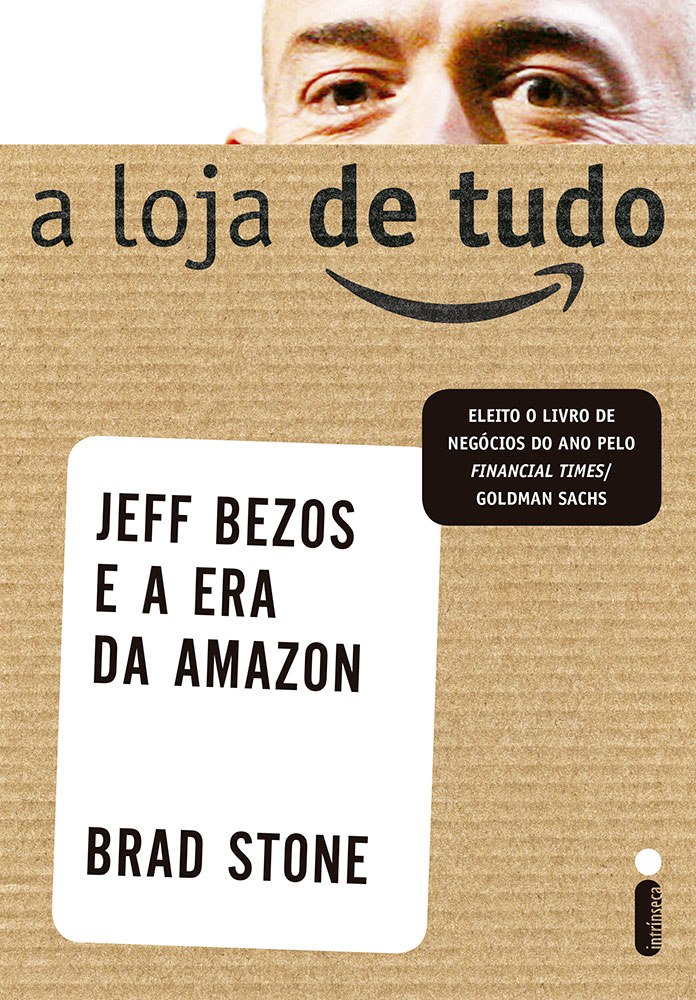 a loja de tudo
ELEITO O LIVRO DE
NEGÓCIOS DO ANO PELO
FINANCIAL TIMES/
GOLDMAN SACHS
JEFF BEZOS
E A ERA
DA AMAZON
BRAD STONE
intrínseca